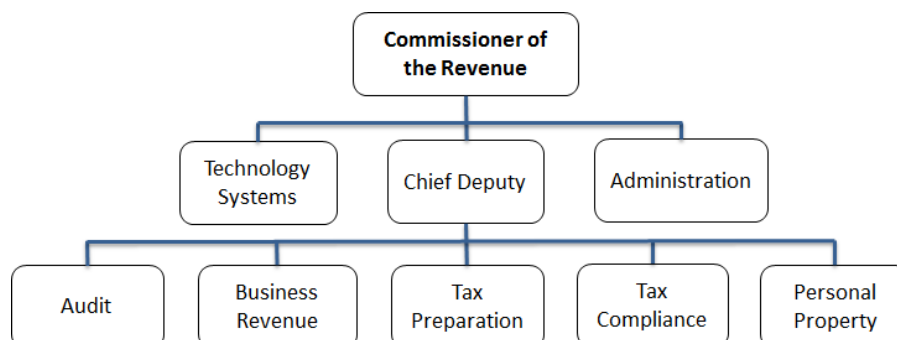 Commissioner of
the Revenue
Technology
Systems
Chief Deputy
Administration
Audit
Business
Revenue
Tax
Preparation
Tax
Compliance
Personal
Property